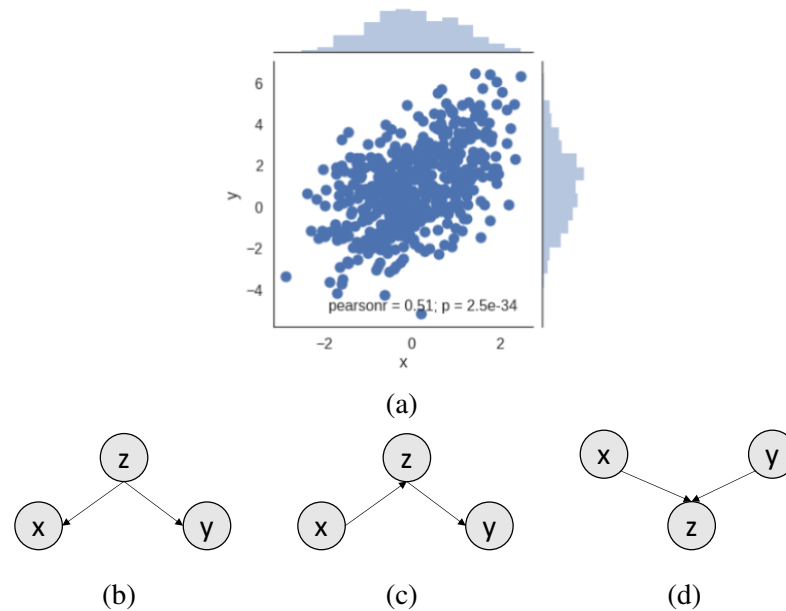 6
4
2
0
−2
−4
y
pearsonr = 0.51; p = 2.5e-34
−2 0 2
x
(a)
z z x y
x y x y z
(b) (c) (d)